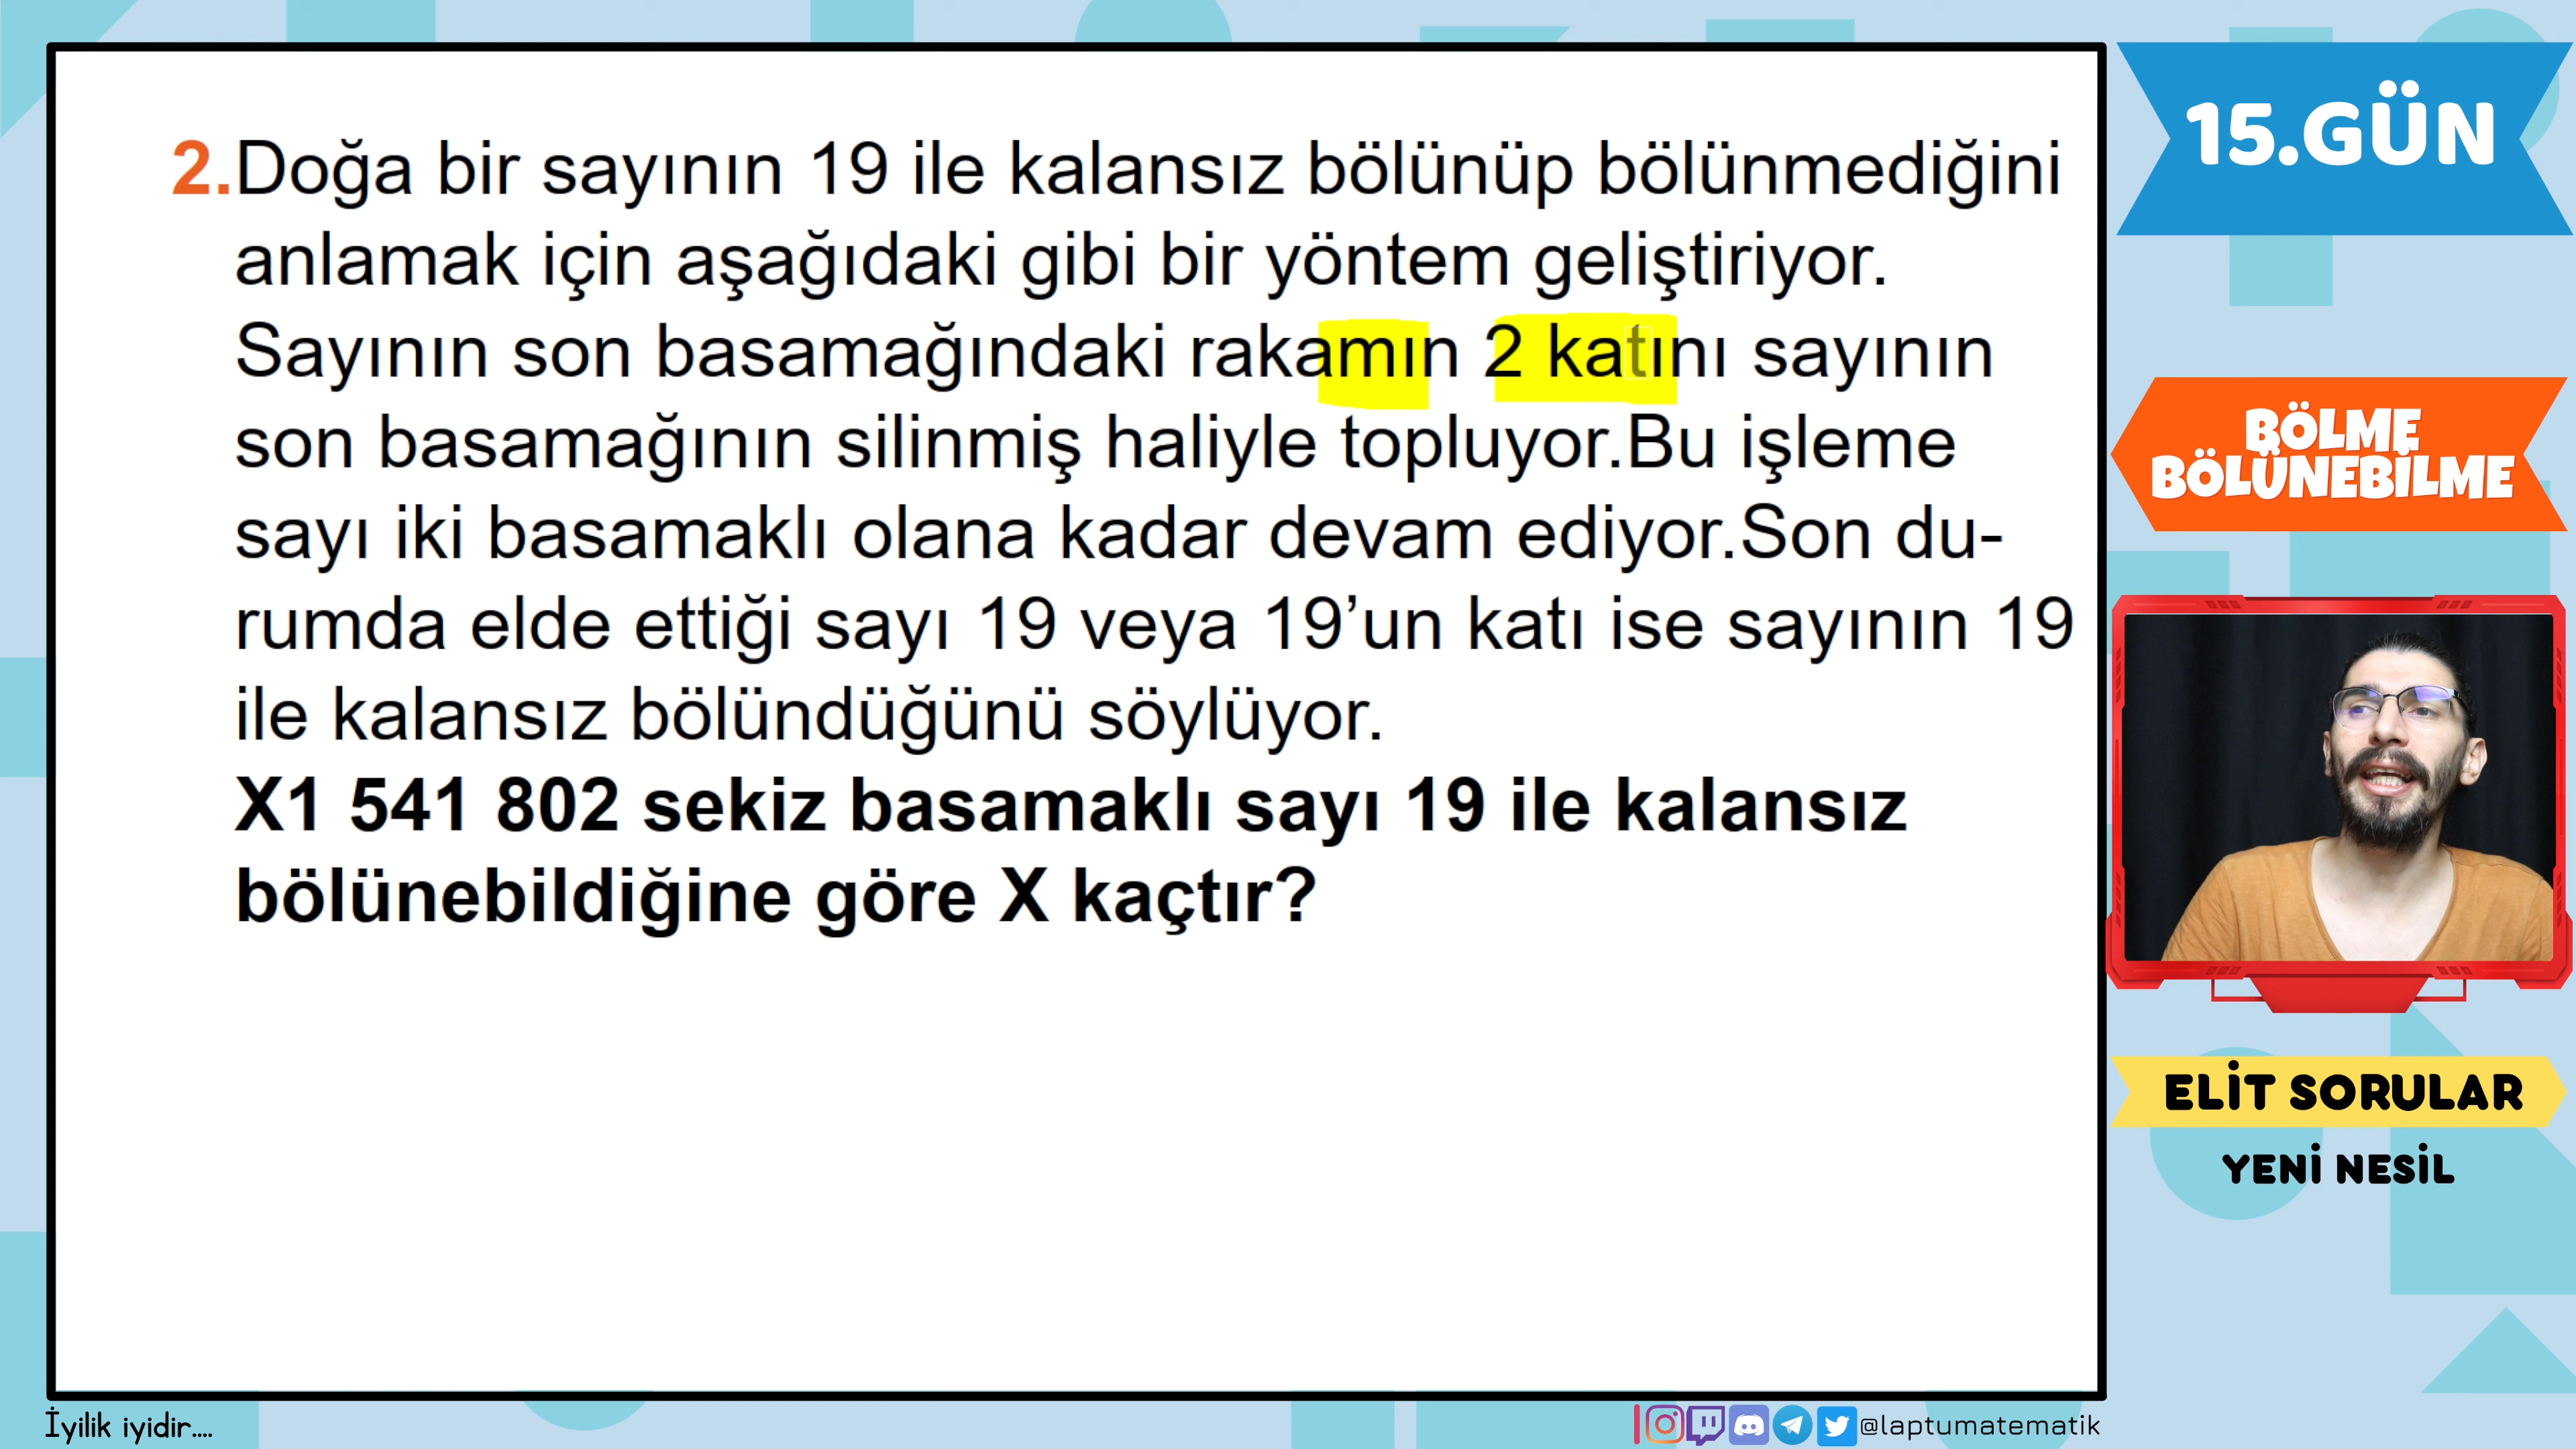 2.Doğa bir sayının 19 ile kalansız bölünüp bölünmediğini
anlamak için aşağıdaki gibi bir yöntem geliştiriyor.
Sayının son basamağındaki rakamın 2 katını sayının
son basamağının silinmiş haliyle topluyor.Bu işleme
sayı iki basamaklı olana kadar devam ediyor.Son du-
rumda elde ettiği sayı 19 veya 19’un katı ise sayının 19
ile kalansız bölündüğünü söylüyor.
X1 541 802 sekiz basamaklı sayı 19 ile kalansız
bölünebildiğine göre X kaçtır?
15.GÜN
BÖLME
BÖLÜNEBİLME
ELİT SORULAR
YENİ NESİL
İyilik iyidir....
@laptumatematik